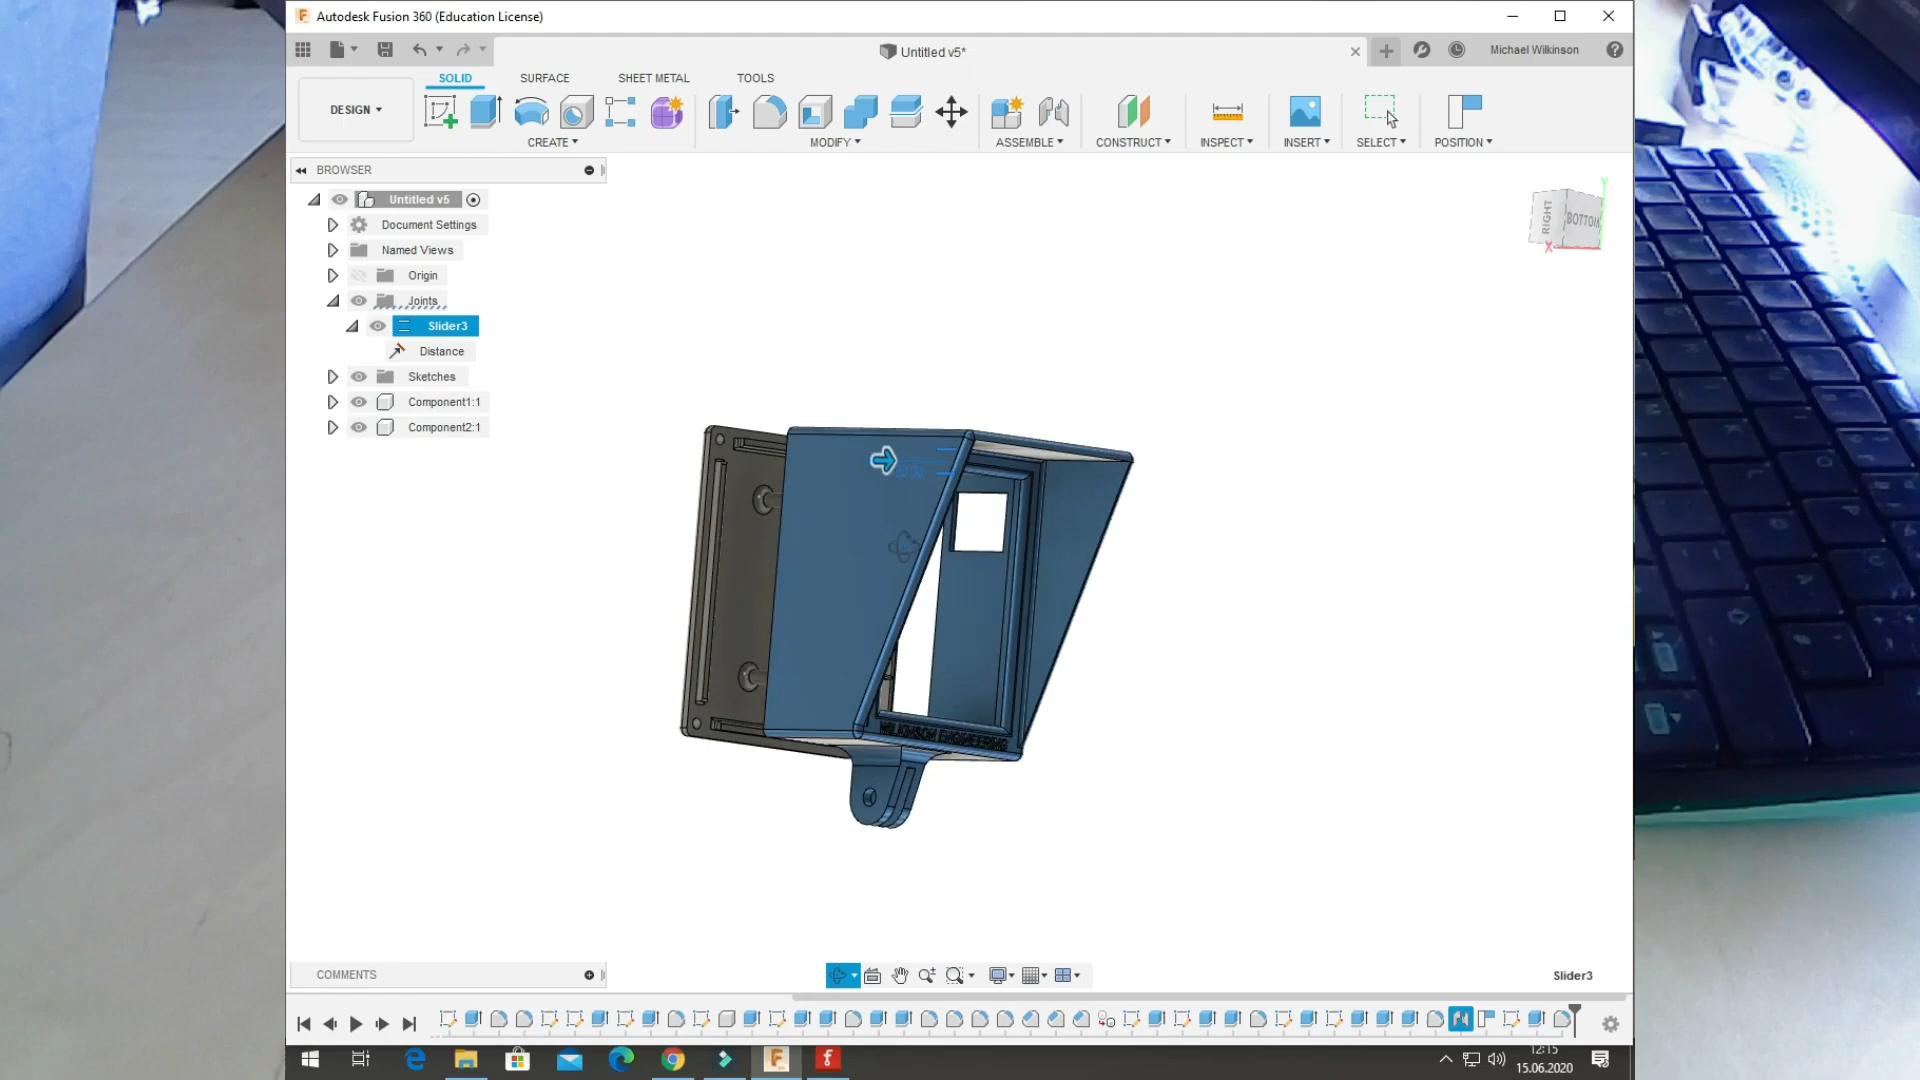 Autodesk Fusion 360 (Education License)
Untitled v5*
Michael Wilkinson
SOLID
SURFACE
SHEET METAL
TOOLS
DESIGN
CREATE
MODIFY
ASSEMBLE
CONSTRUCT
INSPECT
INSERT
SELECT
POSITION
BROWSER
Untitled v5
Document Settings
Named Views
Origin
Joints
Slider3
Distance
Sketches
Component1:1
Component2:1
RIGHT
BOTTOM
Y
X
WILKINSON ENGINEERING
COMMENTS
Slider3
12:15
15.06.2020